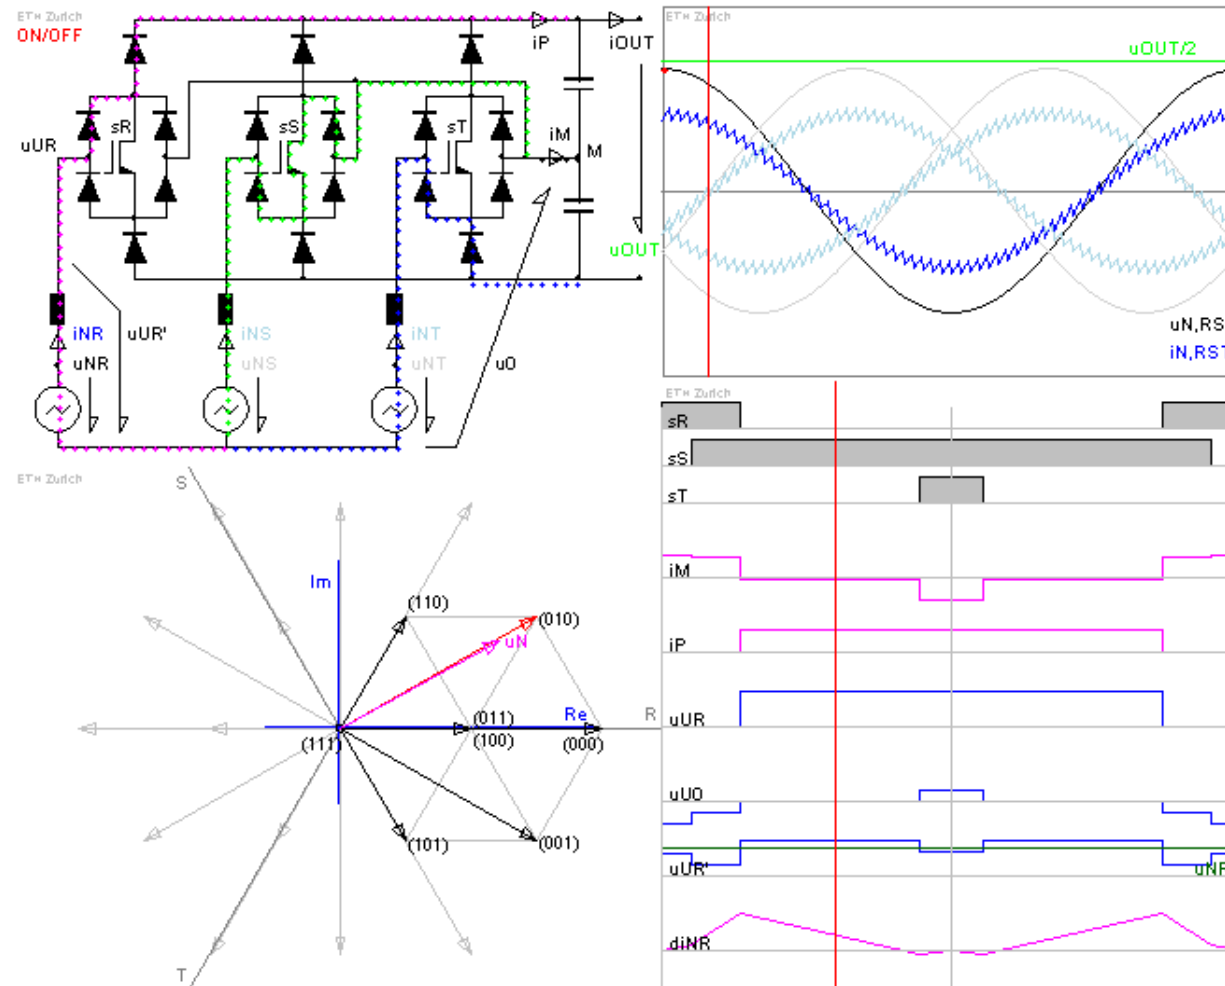 ETH Zurich
ON/OFF
iP
iOUT
sR
sS
sT
iM
M
uUR
uOUT
iNR
uUR'
iNS
iNT
uNR
uNS
uNT
u0
ETH Zurich
uOUT/2
uN,RS
iN,RST
ETH Zurich
S
Im
(110)
(010)
uN
(011)
Re
R
(111)
(100)
(000)
(101)
(001)
T
ETH Zurich
sR
sS
sT
iM
iP
uUR
uU0
uUR'
uNR
diNR